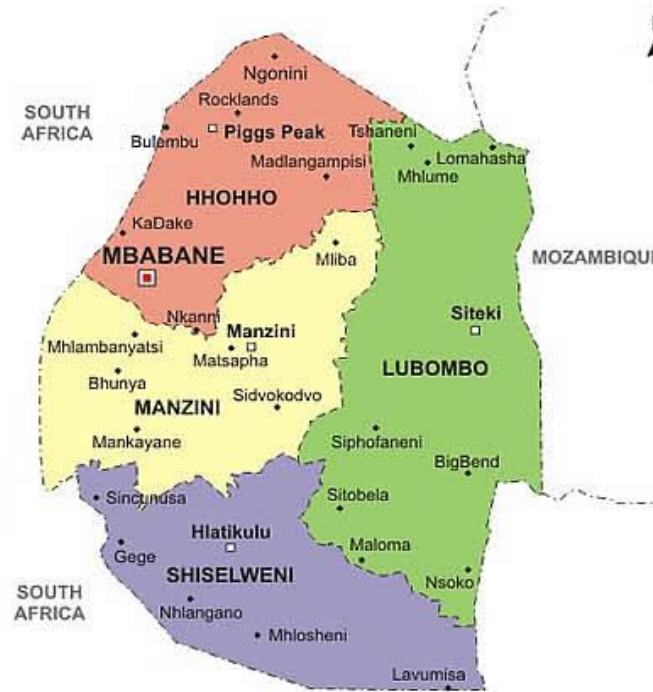 Ngonini
Rocklands
SOUTH
AFRICA
Piggs Peak
Bulembu
Tshaneni
Lomahasha
Mhlume
Madlangampisi
HHOHHO
KaDake
MBABANE
Mliba
MOZAMBIQUE
Siteki
Nkanni
Manzini
Mhlambanyatsi
Matsapha
LUBOMBO
Bhunya
Sidvokodvo
MANZINI
Mankayane
Siphofaneni
BigBend
Sincunusa
Sitobela
Hlatikulu
Gege
Maloma
SHISELWENI
Nsoko
SOUTH
AFRICA
Nhlangano
Mhlosheni
Lavumisa